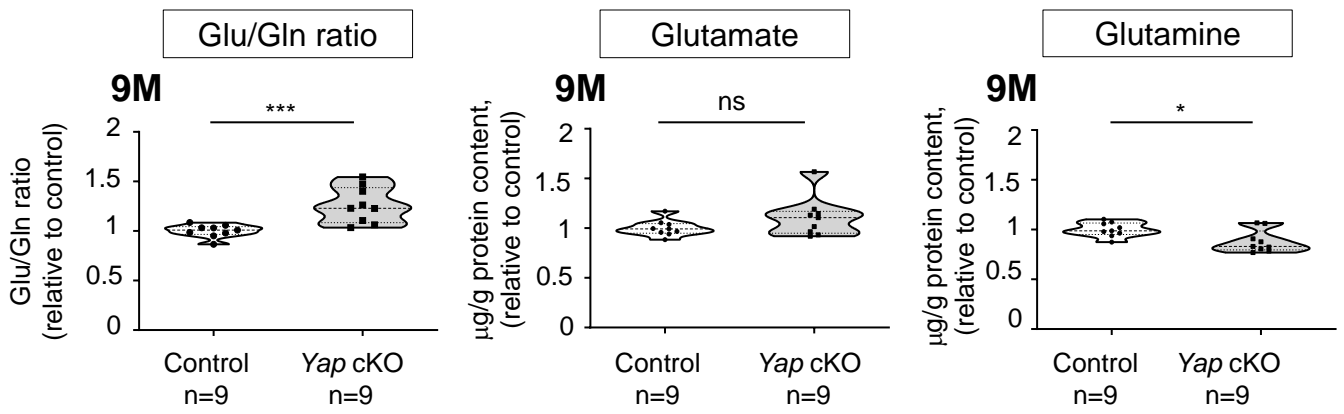 Glu/Gln ratio
9M
***
Glu/Gln ratio
(relative to control)
2
1.5
1
0.5
0
Control
n=9
Yap cKO
n=9
Glutamate
9M
ns
µg/g protein content,
(relative to control)
2
1.5
1
0.5
0
Control
n=9
Yap cKO
n=9
Glutamine
9M
*
µg/g protein content,
(relative to control)
2
1.5
1
0.5
0
Control
n=9
Yap cKO
n=9